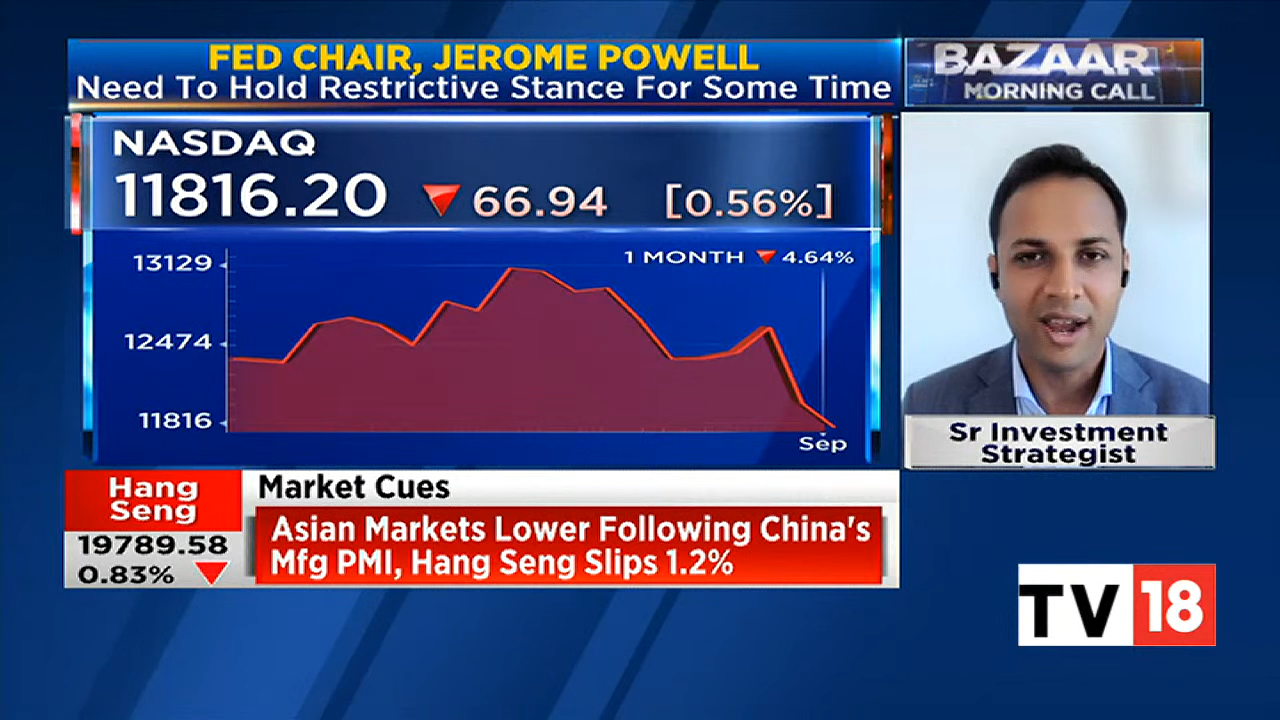 FED CHAIR, JEROME POWELL
Need To Hold Restrictive Stance For Some Time
BAZAAR
MORNING CALL
NASDAQ
11816.20 ▼ 66.94 [0.56%]
1 MONTH ▼ 4.64%
13129
12474
11816
Sep
Sr Investment
Strategist
Hang
Seng
19789.58
0.83% ▼
Market Cues
Asian Markets Lower Following China's
Mfg PMI, Hang Seng Slips 1.2%
TV18